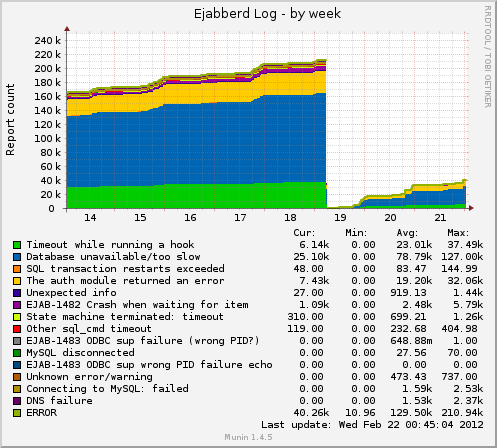 Ejabberd Log - by week
RRDTOOL / TOBI OETIKER
Report count
240 k
220 k
200 k
180 k
160 k
140 k
120 k
100 k
80 k
60 k
40 k
20 k
0
14 15 16 17 18 19 20 21
Cur: Min: Avg: Max:
Timeout while running a hook 6.14k 0.00 23.01k 37.49k
Database unavailable/too slow 25.10k 0.00 78.79k 127.00k
SQL transaction restarts exceeded 48.00 0.00 83.47 144.99
The auth module returned an error 7.43k 0.00 19.20k 32.06k
Unexpected info 27.00 0.00 919.13 1.44k
EJAB-1482 Crash when waiting for item 1.09k 0.00 2.48k 5.79k
State machine terminated: timeout 310.00 0.00 699.21 1.26k
Other sql_cmd timeout 119.00 0.00 232.68 404.98
EJAB-1483 ODBC sup failure (wrong PID?) 0.00 0.00 648.88m 1.00
MySQL disconnected 0.00 0.00 27.56 70.00
EJAB-1483 ODBC sup wrong PID failure echo 0.00 0.00 0.00 0.00
Unknown error/warning 0.00 0.00 473.43 737.00
Connecting to MySQL: failed 0.00 0.00 1.59k 2.53k
DNS failure 0.00 0.00 1.53k 2.37k
ERROR 40.26k 10.96 129.50k 210.94k
Last update: Wed Feb 22 00:45:04 2012
Munin 1.4.5